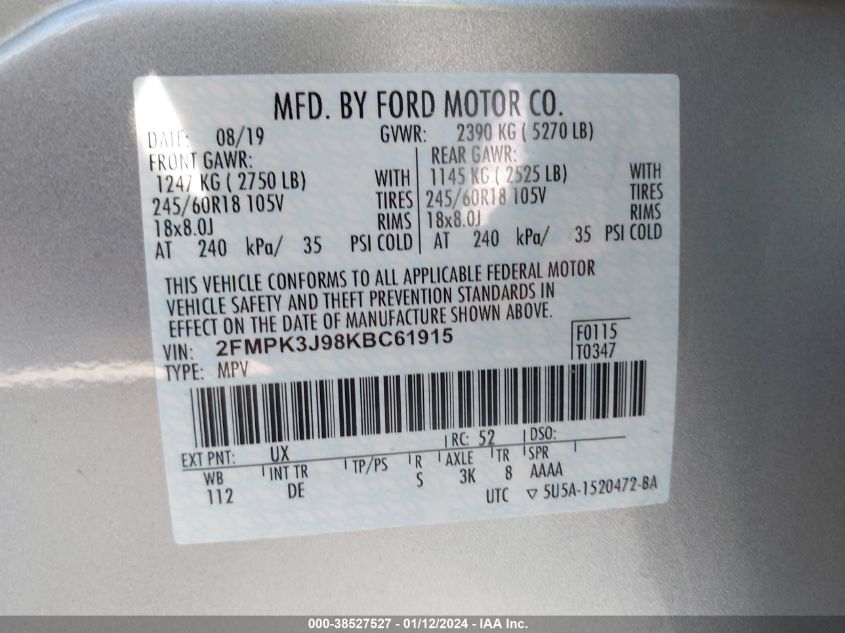 MFD. BY FORD MOTOR CO.
DATE: 08/19 GVWR: 2390 KG ( 5270 LB)
FRONT GAWR: REAR GAWR:
1247 KG ( 2750 LB) WITH 1145 KG ( 2525 LB) WITH
245/60R18 105V TIRES 245/60R18 105V TIRES
18x8.0J RIMS 18x8.0J RIMS
AT 240 kPa/ 35 PSI COLD AT 240 kPa/ 35 PSI COLD
THIS VEHICLE CONFORMS TO ALL APPLICABLE FEDERAL MOTOR
VEHICLE SAFETY AND THEFT PREVENTION STANDARDS IN
EFFECT ON THE DATE OF MANUFACTURE SHOWN ABOVE.
VIN: 2FMPK3J98KBC61915 F0115
TYPE: MPV T0347
EXT PNT: UX RC: 52 DSO:
WB INT TR TP/PS R AXLE TR SPR
112 DE S 3K 8 AAAA
UTC ▽ 5U5A-1520472-BA
000-38527527 - 01/12/2024 - IAA Inc.